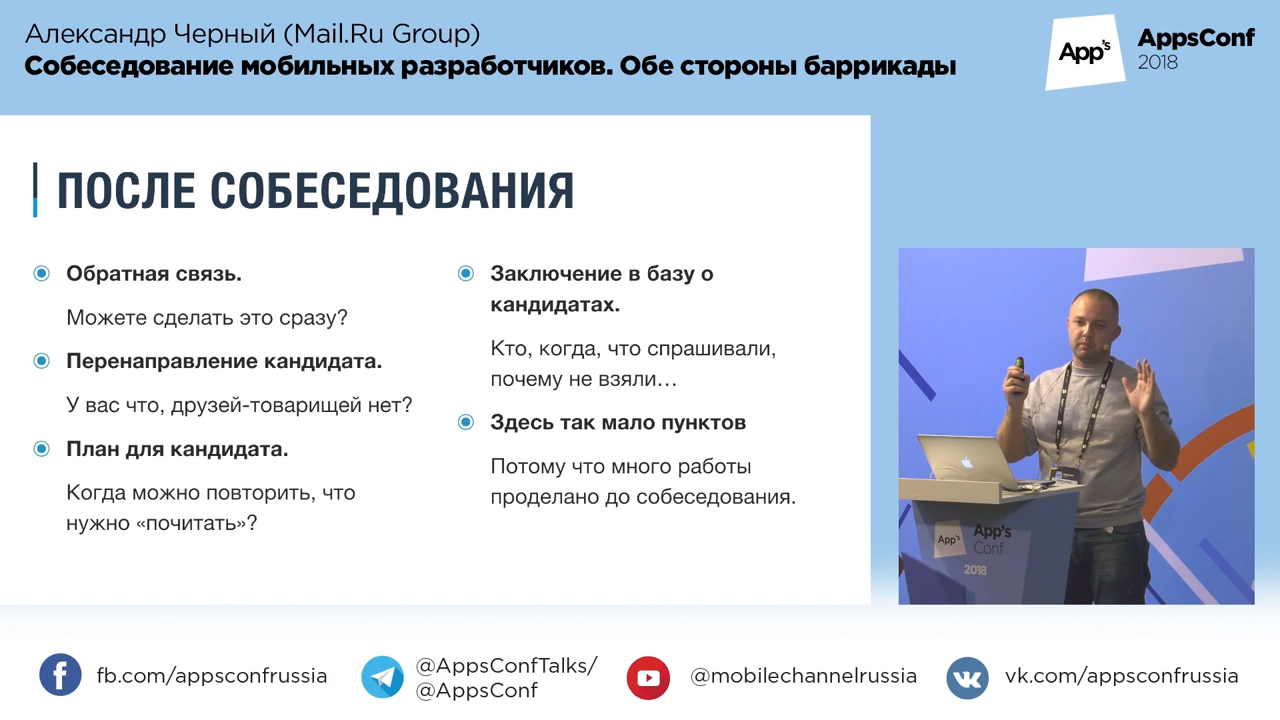 Александр Черный (Mail.Ru Group)
Собеседование мобильных разработчиков. Обе стороны баррикады
App's
AppsConf
2018
ПОСЛЕ СОБЕСЕДОВАНИЯ
Обратная связь.
Можете сделать это сразу?
Перенаправление кандидата.
У вас что, друзей-товарищей нет?
План для кандидата.
Когда можно повторить, что
нужно «почитать»?
Заключение в базу о
кандидатах.
Кто, когда, что спрашивали,
почему не взяли…
Здесь так мало пунктов
Потому что много работы
проделано до собеседования.
App's
App's
Conf
2018
fb.com/appsconfrussia
@AppsConfTalks/
@AppsConf
@mobilechannelrussia
vk.com/appsconfrussia